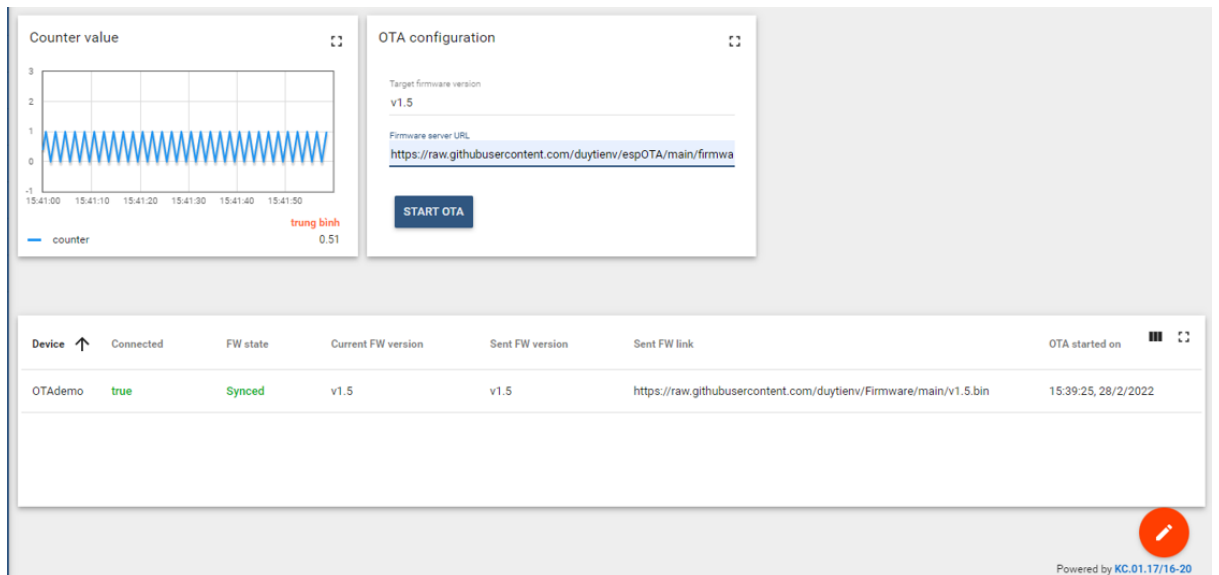 Counter value
3
2
1
0
-1
15:41:00 15:41:10 15:41:20 15:41:30 15:41:40 15:41:50
trung bình
counter 0.51
OTA configuration
Target firmware version
v1.5
Firmware server URL
https://raw.githubusercontent.com/duytienv/espOTA/main/firmwa
START OTA
Device Connected FW state Current FW version Sent FW version Sent FW link OTA started on
OTAdemo true Synced v1.5 v1.5 https://raw.githubusercontent.com/duytienv/Firmware/main/v1.5.bin 15:39:25, 28/2/2022
Powered by KC.01.17/16-20